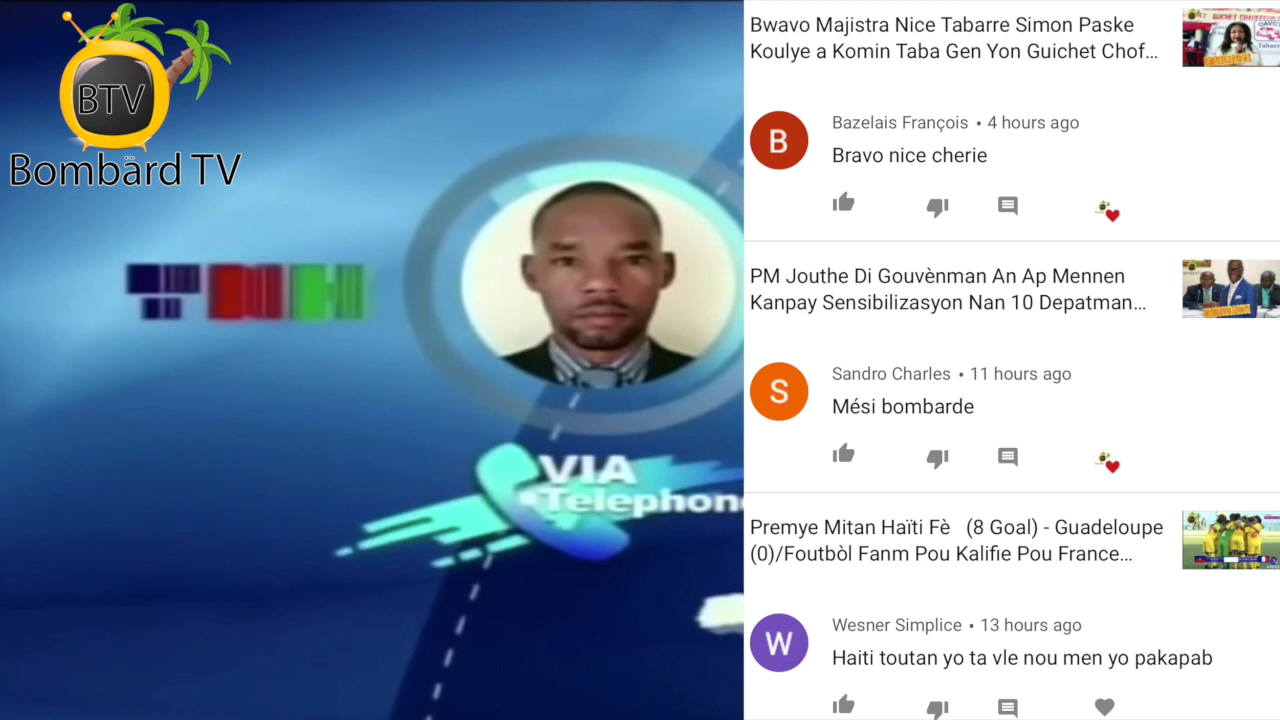 BTV
Bombärd TV
VIA
Telephon
Bwavo Majistra Nice Tabarre Simon Paske
Koulye a Komin Taba Gen Yon Guichet Chof…
Bazelais François • 4 hours ago
B
Bravo nice cherie
PM Jouthe Di Gouvènman An Ap Mennen
Kanpay Sensibilizasyon Nan 10 Depatman…
Sandro Charles • 11 hours ago
S
Mési bombarde
Premye Mitan Haïti Fè (8 Goal) - Guadeloupe
(0)/Foutbòl Fanm Pou Kalifie Pou France…
Wesner Simplice • 13 hours ago
W
Haiti toutan yo ta vle nou men yo pakapab